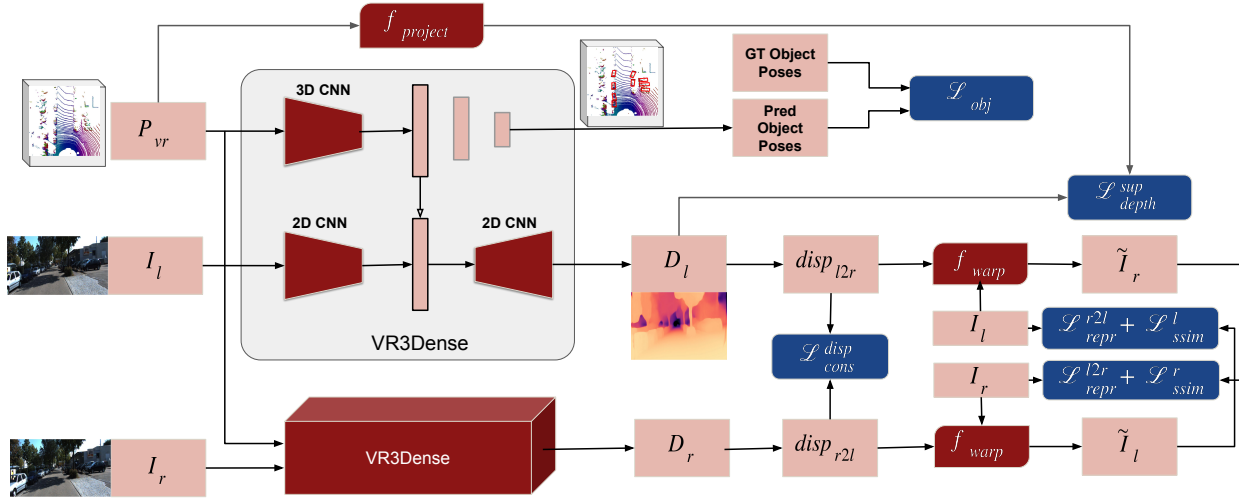 f project
3D CNN
GT Object
Poses
ℒ obj
P vr
Pred
Object
Poses
ℒ sup depth
2D CNN
2D CNN
I l
D l
disp l2r
f warp
Ĩ r
VR3Dense
I l
ℒ r2l repr + ℒ l ssim
ℒ disp cons
I r
ℒ l2r repr + ℒ r ssim
I r
VR3Dense
D r
disp r2l
f warp
Ĩ l